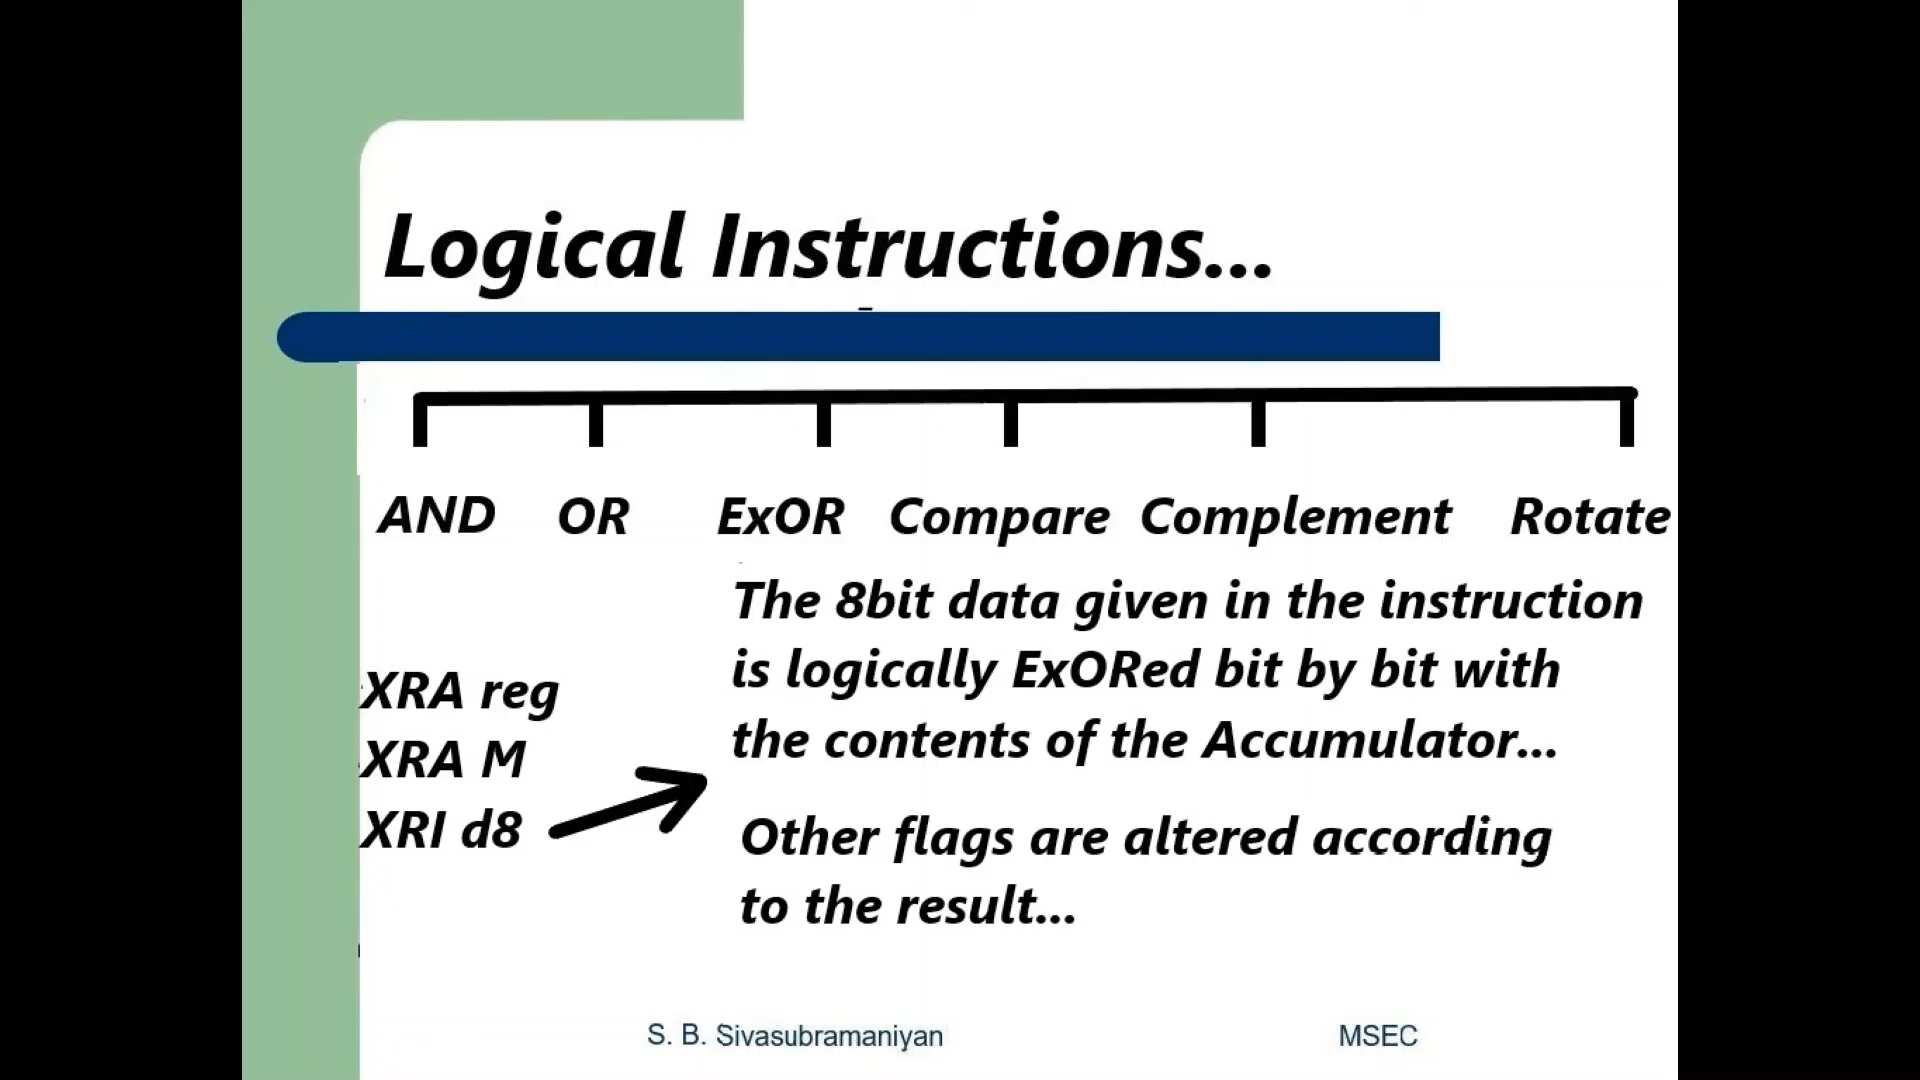 Logical Instructions...
AND OR ExOR Compare Complement Rotate
XRA reg
XRA M
XRI d8
The 8bit data given in the instruction
is logically ExORed bit by bit with
the contents of the Accumulator...
Other flags are altered according
to the result...
S. B. Sivasubramaniyan MSEC